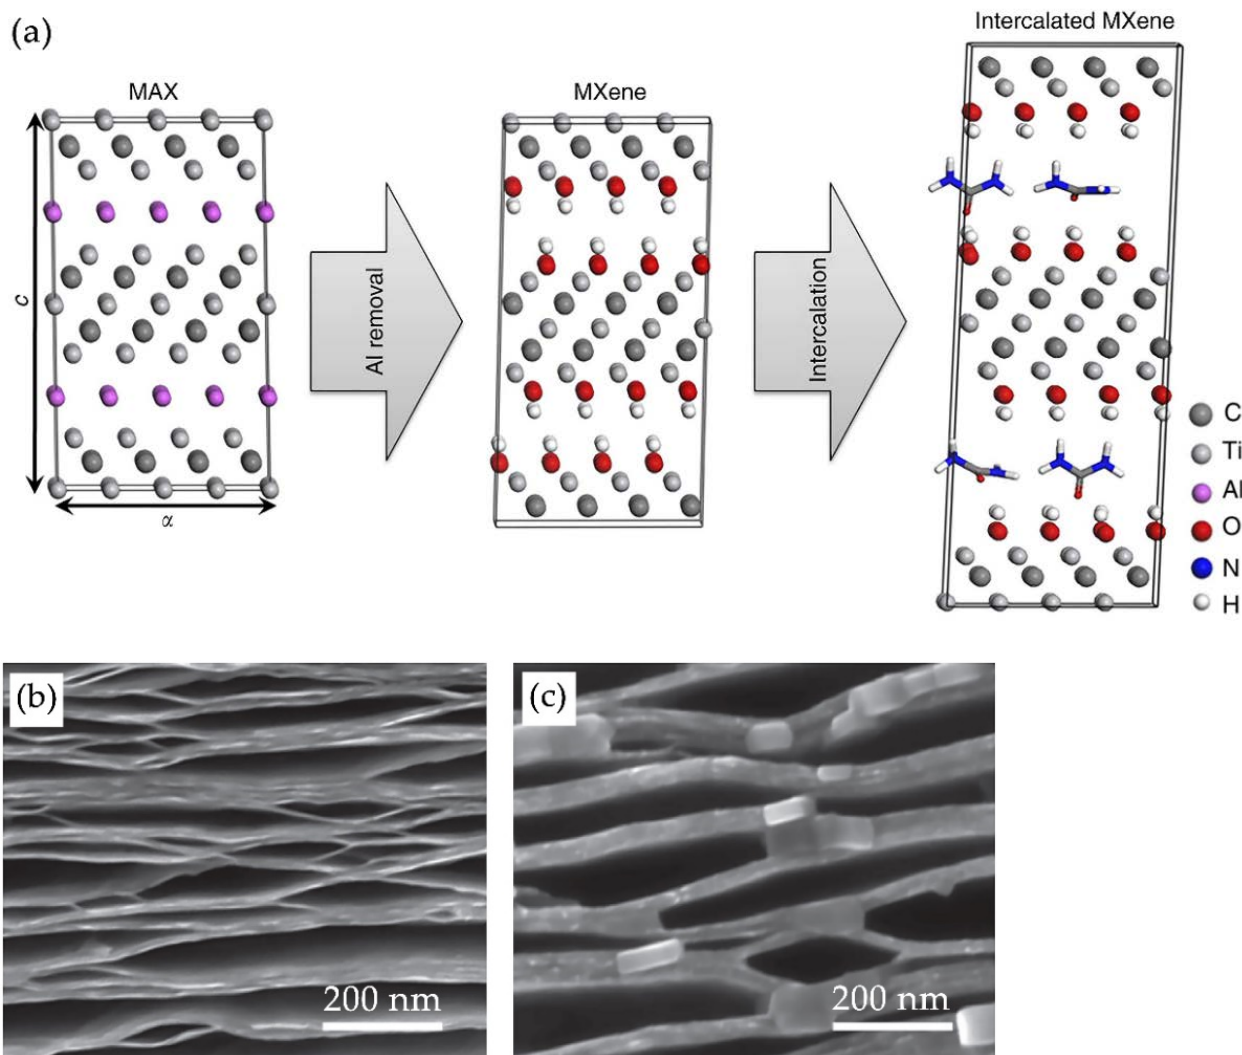 (a)
MAX
MXene
Intercalated MXene
c
α
Al removal
Intercalation
C
Ti
Al
O
N
H
(b)
200 nm
(c)
200 nm